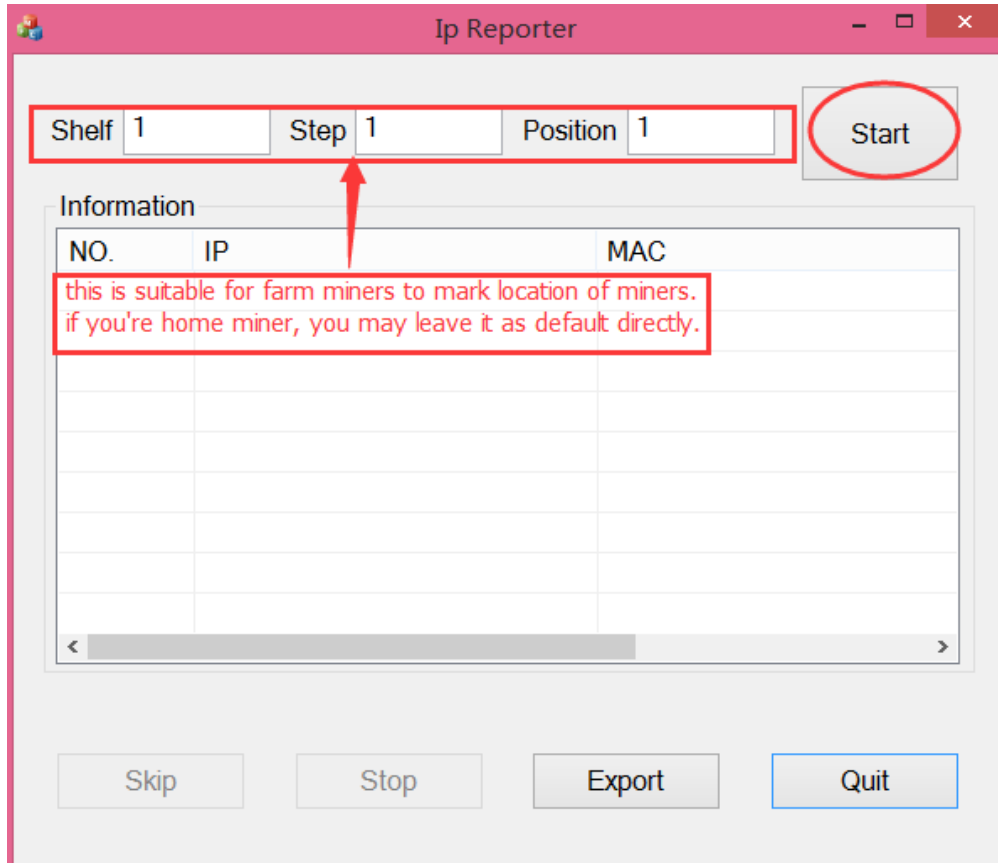 Ip Reporter
Shelf 1 Step 1 Position 1 Start
Information
NO. IP MAC
this is suitable for farm miners to mark location of miners.
if you're home miner, you may leave it as default directly.
Skip Stop Export Quit